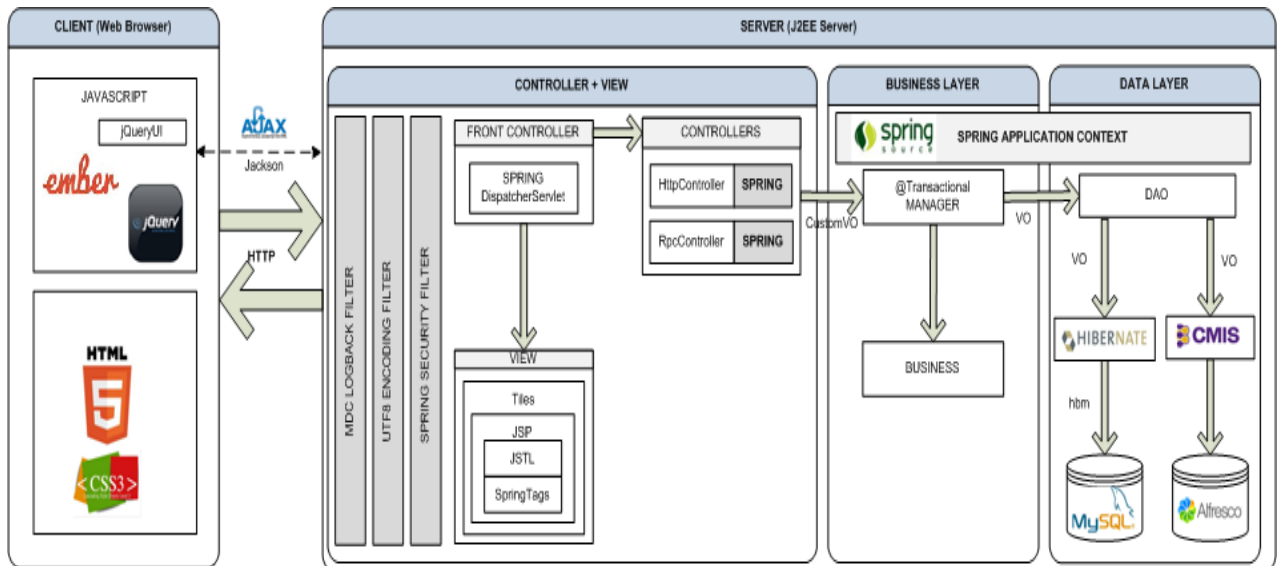 CLIENT (Web Browser)
JAVASCRIPT
jQueryUI
ember
jQuery
HTML
5
<CSS3>
AJAX
Jackson
HTTP
SERVER (J2EE Server)
CONTROLLER + VIEW
MDC LOGBACK FILTER
UTF8 ENCODING FILTER
SPRING SECURITY FILTER
FRONT CONTROLLER
SPRING
DispatcherServlet
VIEW
Tiles
JSP
JSTL
SpringTags
CONTROLLERS
HttpController SPRING
RpcController SPRING
CustomVO
BUSINESS LAYER
DATA LAYER
spring
source
SPRING APPLICATION CONTEXT
@Transactional
MANAGER
VO
BUSINESS
DAO
VO
VO
HIBERNATE
CMIS
hbm
MySQL
Alfresco